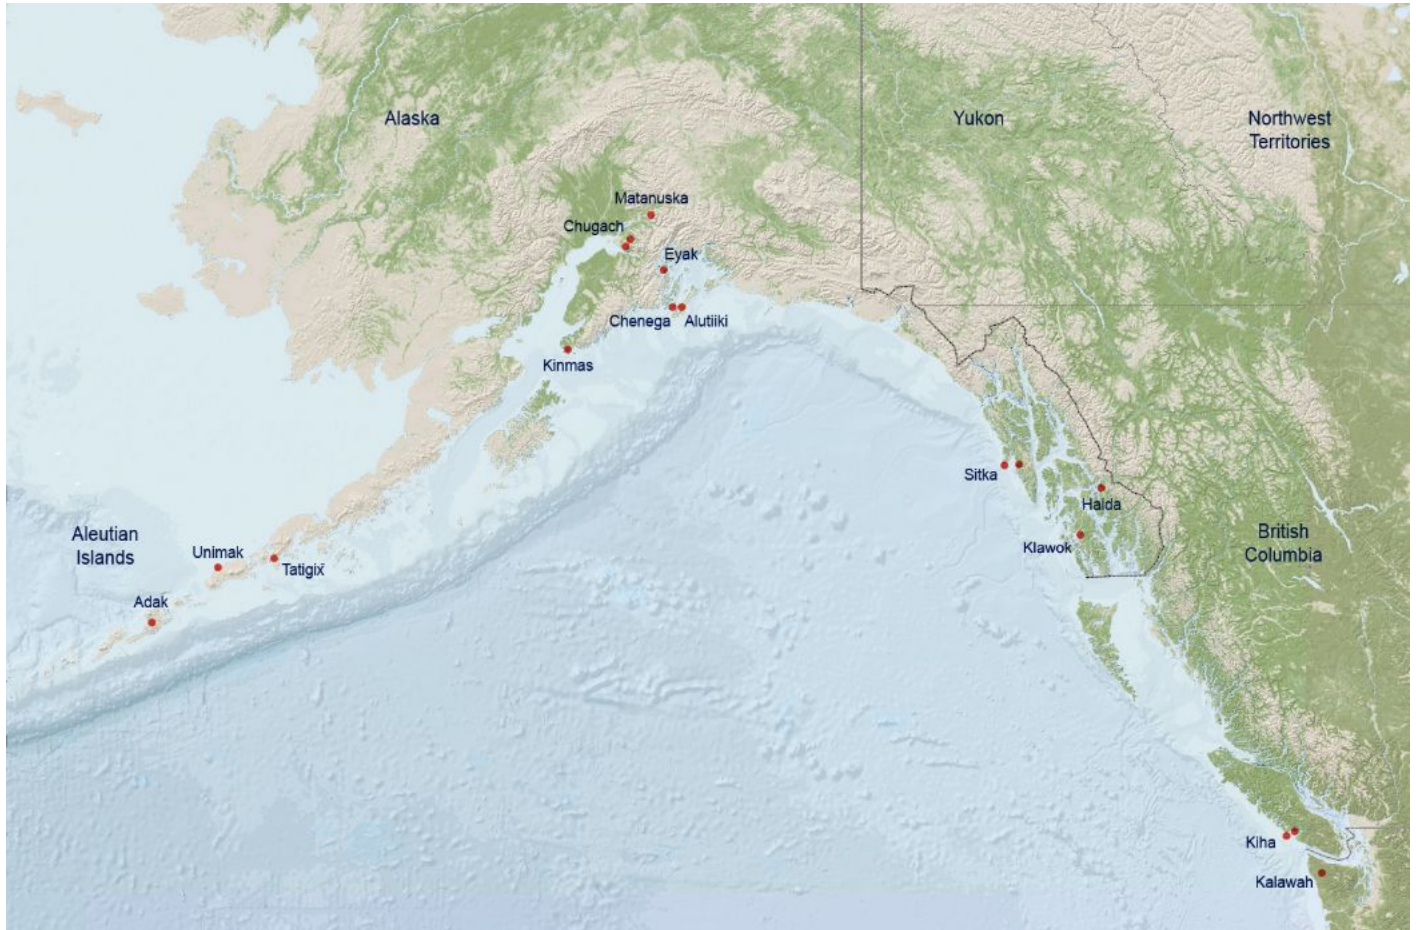 Alaska
Yukon
Northwest
Territories
Matanuska
Chugach
Eyak
Chenega
Alutiiki
Kinmas
Sitka
Haida
Klawok
Aleutian
Islands
British
Columbia
Unimak
Tatigix̂
Adak
Kiha
Kalawah